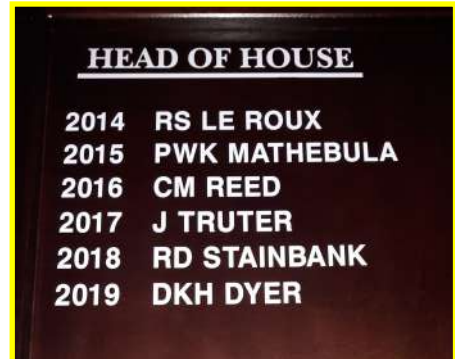 HEAD OF HOUSE
2014 RS LE ROUX
2015 PWK MATHEBULA
2016 CM REED
2017 J TRUTER
2018 RD STAINBANK
2019 DKH DYER